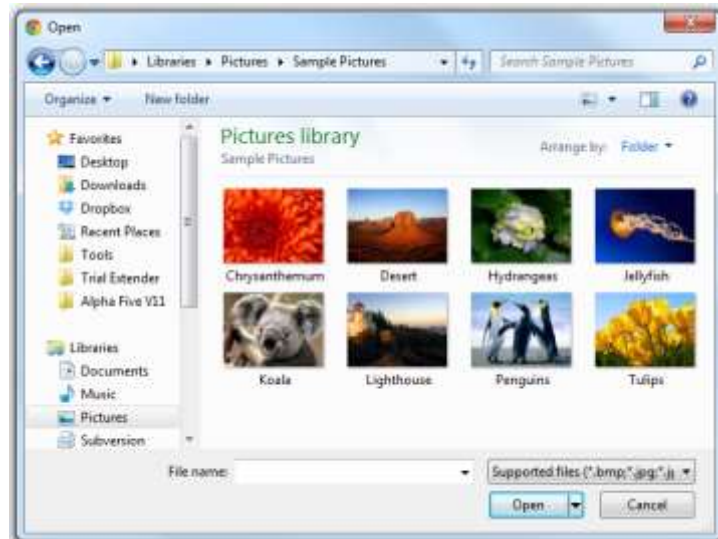 Open
Libraries Pictures Sample Pictures Search Sample Pictures
Organize New folder
Favorites
Desktop
Downloads
Dropbox
Recent Places
Tools
Trial Extender
Alpha Five V11
Libraries
Documents
Music
Pictures
Subversion
Pictures library
Sample Pictures
Arrange by: Folder
Chrysanthemum Desert Hydrangeas Jellyfish
Koala Lighthouse Penguins Tulips
File name: Supported files (*.bmp;*.jpg;*.j
Open Cancel